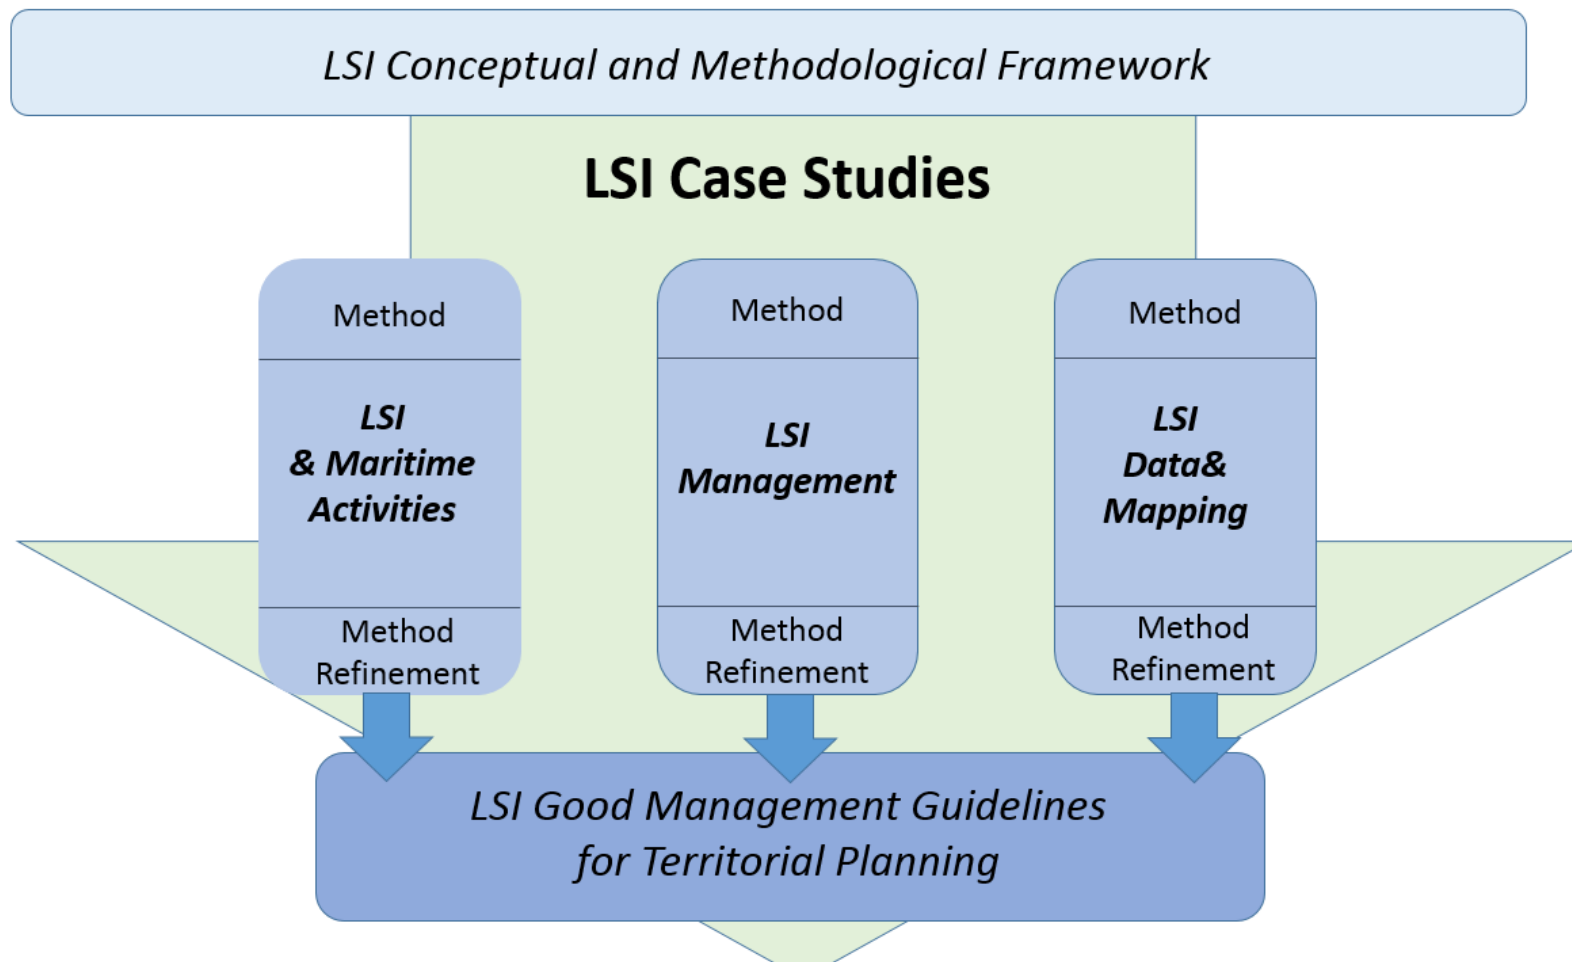 LSI Conceptual and Methodological Framework
LSI Case Studies
Method
LSI
& Maritime
Activities
Method
Refinement
Method
LSI
Management
Method
Refinement
Method
LSI
Data&
Mapping
Method
Refinement
LSI Good Management Guidelines
for Territorial Planning